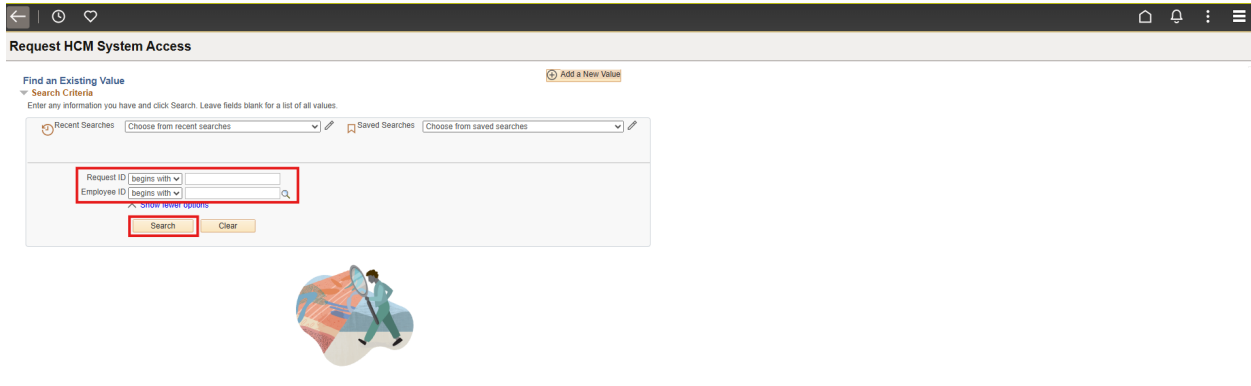 Request HCM System Access
Add a New Value
Find an Existing Value
Search Criteria
Enter any information you have and click Search. Leave fields blank for a list of all values.
Recent Searches Choose from recent searches Saved Searches Choose from saved searches
Request ID begins with
Employee ID begins with
Show fewer options
Search Clear